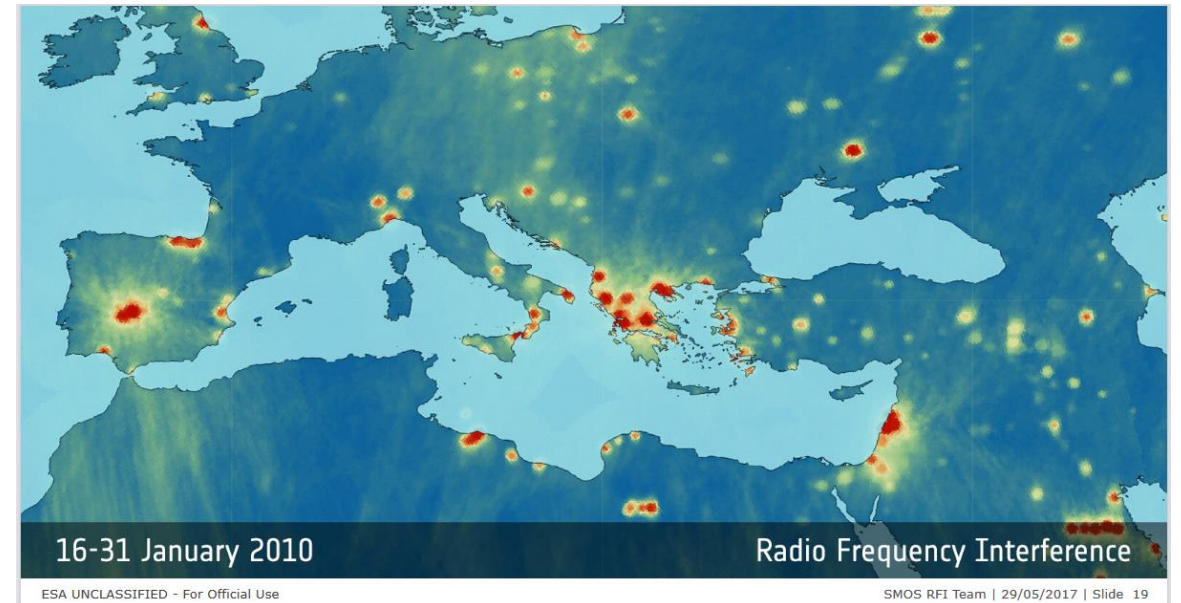 16-31 January 2010
Radio Frequency Interference
ESA UNCLASSIFIED - For Official Use
SMOS RFI Team | 29/05/2017 | Slide 19